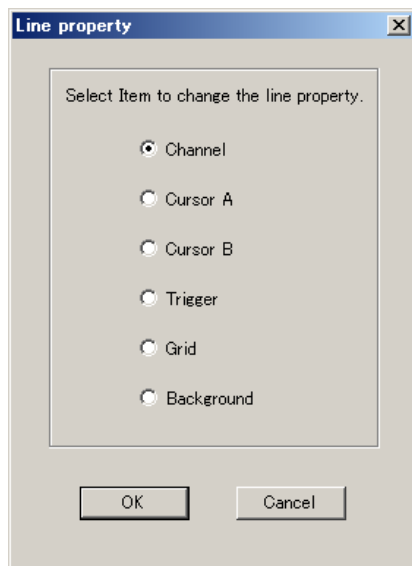 Line property
Select Item to change the line property.
Channel
Cursor A
Cursor B
Trigger
Grid
Background
OK
Cancel